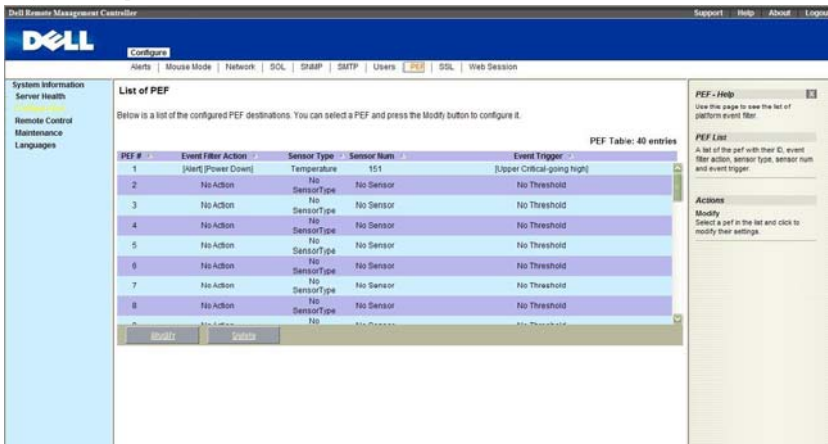 Dell Remote Management Controller
Support Help About Logou
DELL
Configure
Alerts | Mouse Mode | Network | SOL | SNMP | SMTP | Users | PEF | SSL | Web Session
System Information
Server Health
Remote Control
Maintenance
Languages
List of PEF
Below is a list of the configured PEF destinations. You can select a PEF and press the Modify button to configure it.
PEF Table: 40 entries
PEF # Event Filter Action Sensor Type Sensor Num Event Trigger
1 [Alert] [Power Down] Temperature 151 [Upper Critical-going high]
2 No Action No SensorType No Sensor No Threshold
3 No Action No SensorType No Sensor No Threshold
4 No Action No SensorType No Sensor No Threshold
5 No Action No SensorType No Sensor No Threshold
6 No Action No SensorType No Sensor No Threshold
7 No Action No SensorType No Sensor No Threshold
8 No Action No SensorType No Sensor No Threshold
No
Modify Delete
PEF - Help X
Use this page to see the list of
platform event filter.
PEF List
A list of the pef with their ID, event
filter action, sensor type, sensor num
and event trigger.
Actions
Modify
Select a pef in the list and click to
modify their settings.